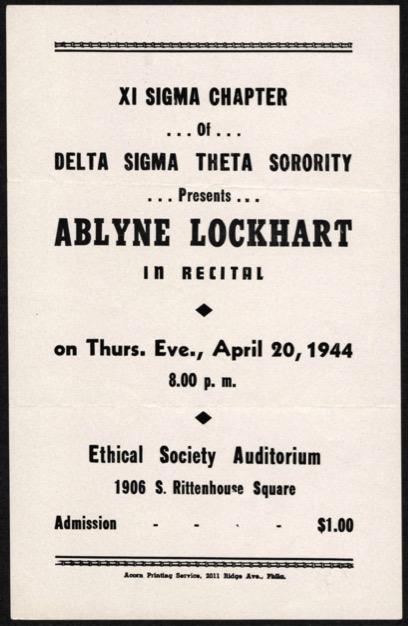 XI SIGMA CHAPTER
... Of ...
DELTA SIGMA THETA SORORITY
... Presents ...
ABLYNE LOCKHART
IN RECITAL
on Thurs. Eve., April 20, 1944
8.00 p. m.
Ethical Society Auditorium
1906 S. Rittenhouse Square
Admission - - - - $1.00
Acorn Printing Service, 2011 Ridge Ave., Phila.